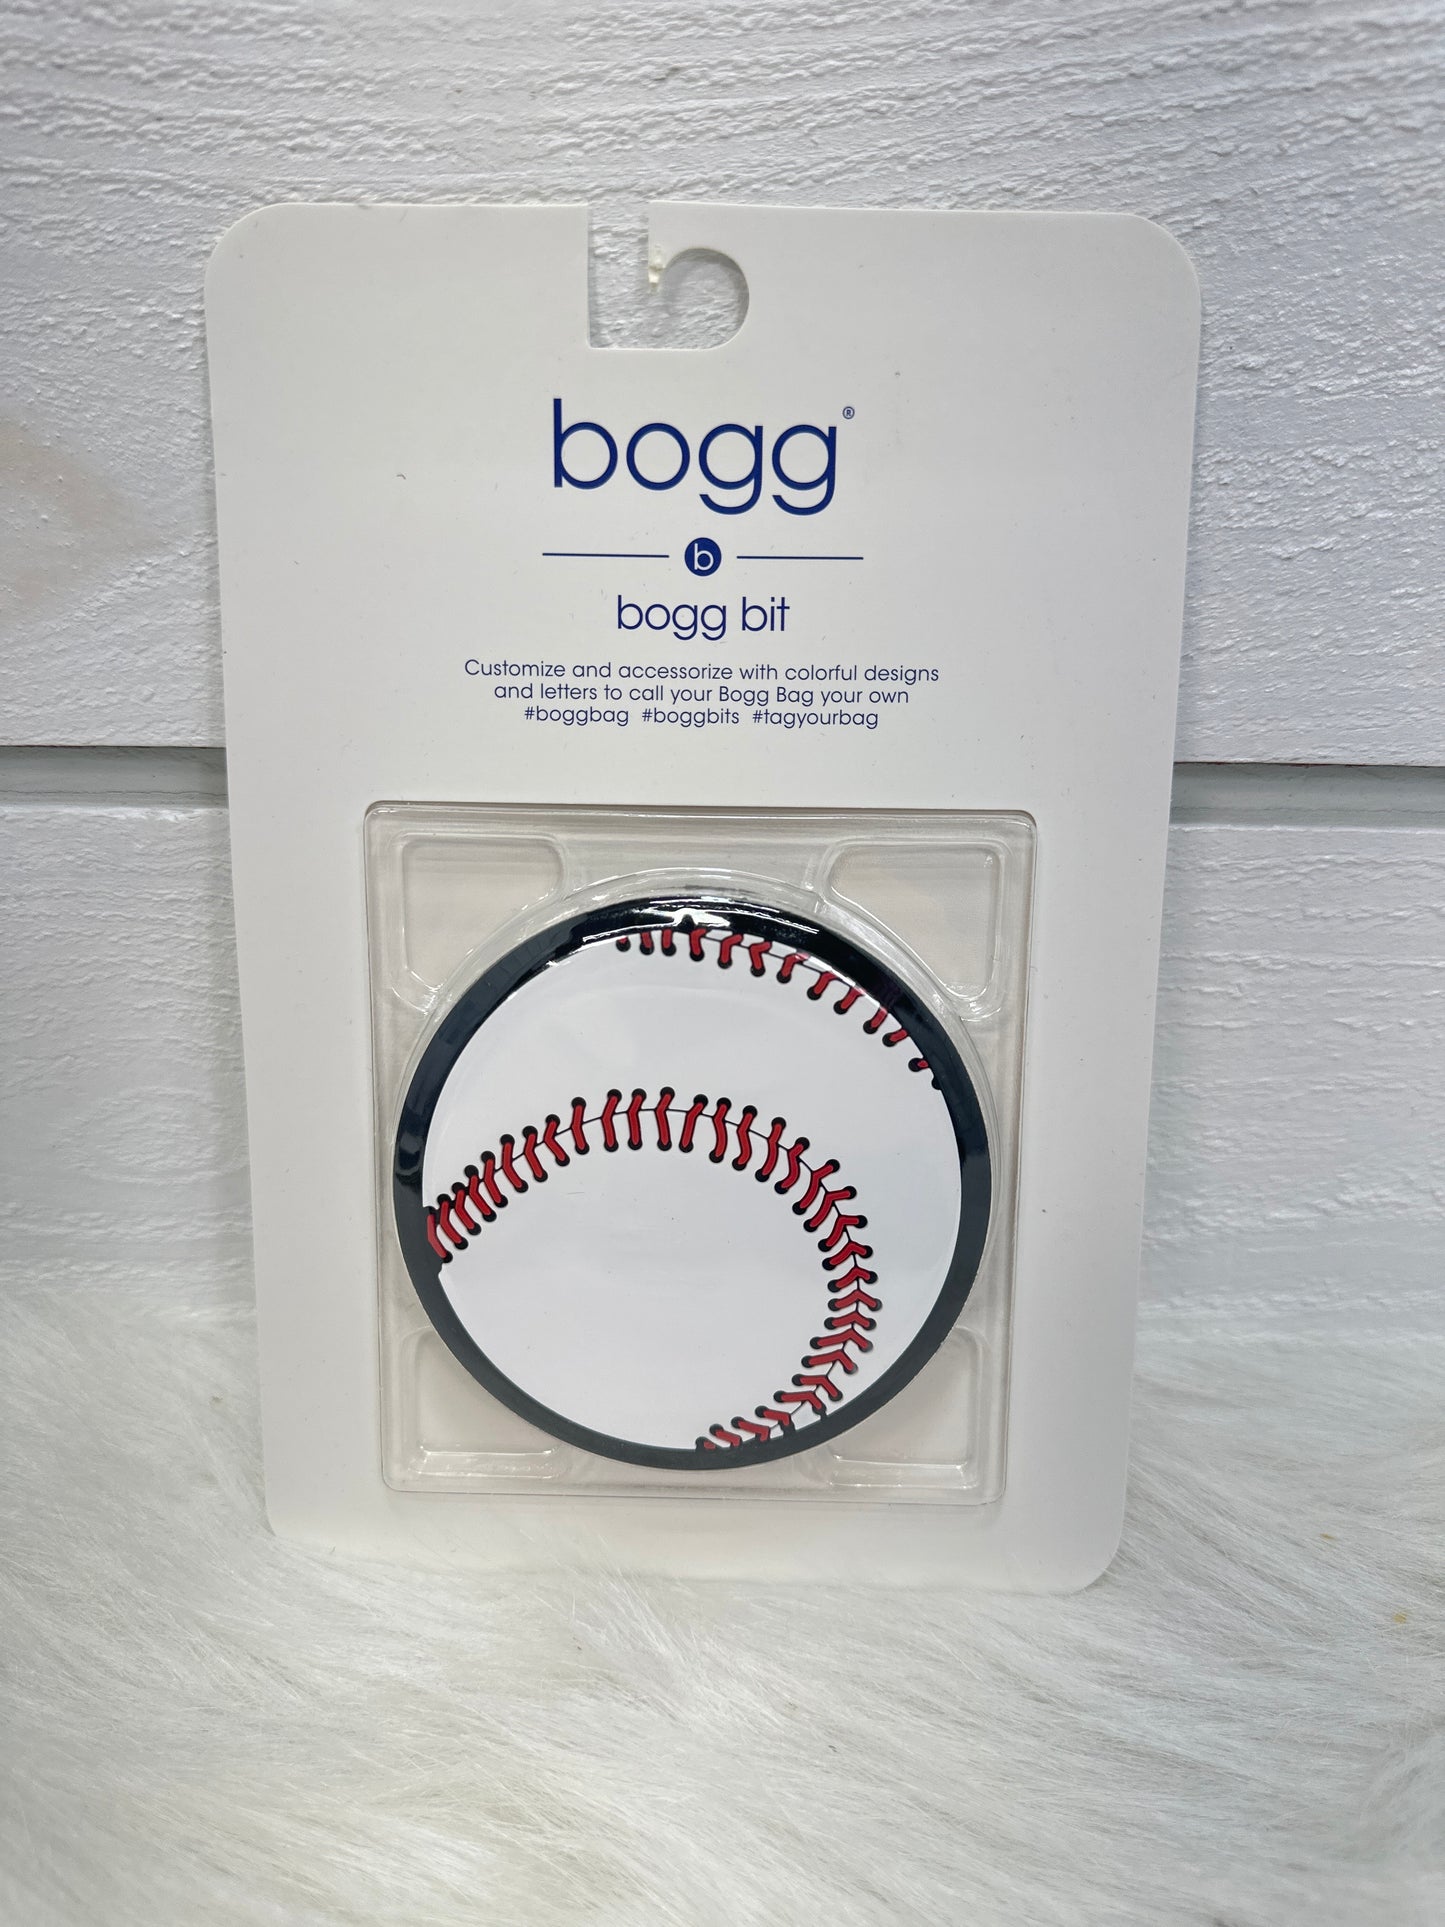 bogg®
b
bogg bit
Customize and accessorize with colorful designs
and letters to call your Bogg Bag your own
#boggbag #boggbits #tagyourbag